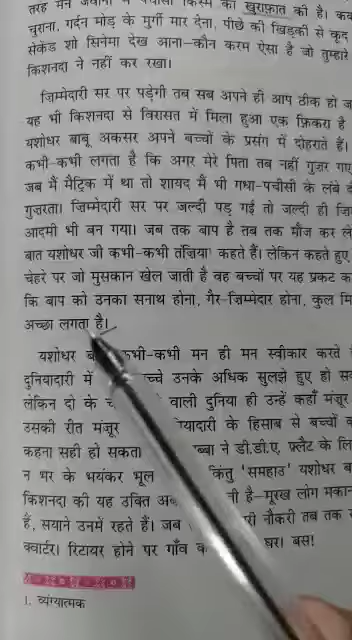 तरह मैंने जवानी में पचासों किस्म की खुराफ़ात की है।
चुराना, गर्दन मोड़ के मुर्गी मार देना, पीछे की खिड़की से कूद
सेकेंड शो सिनेमा देख आना–कौन करम ऐसा है जो तुम्हारे
किशनदा ने नहीं कर रखा।
ज़िम्मेदारी सर पर पड़ेगी तब सब अपने ही आप ठीक हो
यह भी किशनदा से विरासत में मिला हुआ एक फ़िकरा है
यशोधर बाबू अकसर अपने बच्चों के प्रसंग में दोहराते हैं।
कभी-कभी लगता है कि अगर मेरे पिता तब नहीं गुज़र गए
जब मैं मैट्रिक में था तो शायद मैं भी गधा-पचीसी के लंबे
गुज़रता। ज़िम्मेदारी सर पर जल्दी पड़ गई तो जल्दी ही
आदमी भी बन गया। जब तक बाप है तब तक मौज कर ले
बात यशोधर जी कभी-कभी तंज़िया¹ कहते हैं। लेकिन कहते हुए
चेहरे पर जो मुसकान खेल जाती है वह बच्चों पर यह प्रकट
कि बाप को उनका सनाथ होना, गैर-ज़िम्मेदार होना, कुल
अच्छा लगता है।
यशोधर कभी-कभी मन ही मन स्वीकार करते
दुनियादारी में उनके अधिक सुलझे हुए हो
लेकिन दो के वाली दुनिया ही उन्हें कहाँ मंज़ूर
उसकी रीत मंज़ूर के हिसाब से बच्चों
कहना सही हो सकता ने डी.डी.ए. फ़्लैट के
न भर के भयंकर भूल किंतु 'समहाउ' यशोधर
किशनदा की यह उक्ति है–मूरख लोग मकान
हैं, सयाने उनमें रहते हैं। जब नौकरी तब तक
क्वार्टर। रिटायर होने पर गाँव घर। बस!
1. व्यंग्यात्मक